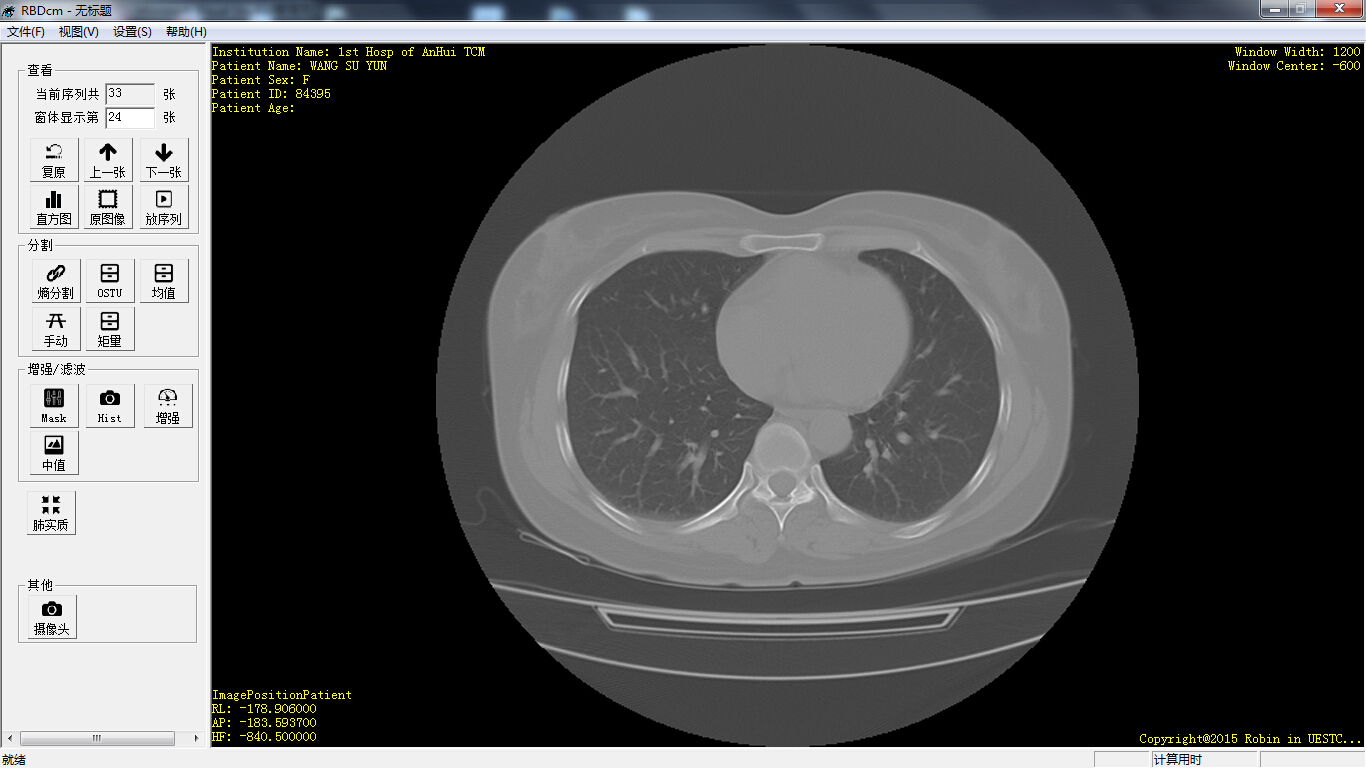 RBDcm - 无标题
文件(F) 视图(V) 设置(S) 帮助(H)
查看
当前序列共 33 张
窗体显示第 24 张
复原 上一张 下一张
直方图 原图像 放序列
分割
熵分割 OSTU 均值
手动 矩量
增强/滤波
Mask Hist 增强
中值
肺实质
其他
摄像头
Institution Name: 1st Hosp of AnHui TCM
Patient Name: WANG SU YUN
Patient Sex: F
Patient ID: 84395
Patient Age:
Window Width: 1200
Window Center: -600
ImagePositionPatient
RL: -178.906000
AP: -183.593700
HF: -840.500000
Copyright@2015 Robin in UESTC...
就绪
计算用时